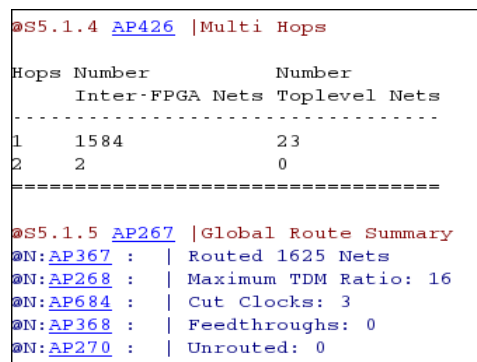 @S5.1.4 AP426 |Multi Hops
Hops Number Number
Inter-FPGA Nets Toplevel Nets
- - - - - - - - - - - - - - - - - - - - - - - - - - - - - - - - - - -
1 1584 23
2 2 0
===================================
@S5.1.5 AP267 |Global Route Summary
@N:AP367 : | Routed 1625 Nets
@N:AP268 : | Maximum TDM Ratio: 16
@N:AP684 : | Cut Clocks: 3
@N:AP368 : | Feedthroughs: 0
@N:AP270 : | Unrouted: 0